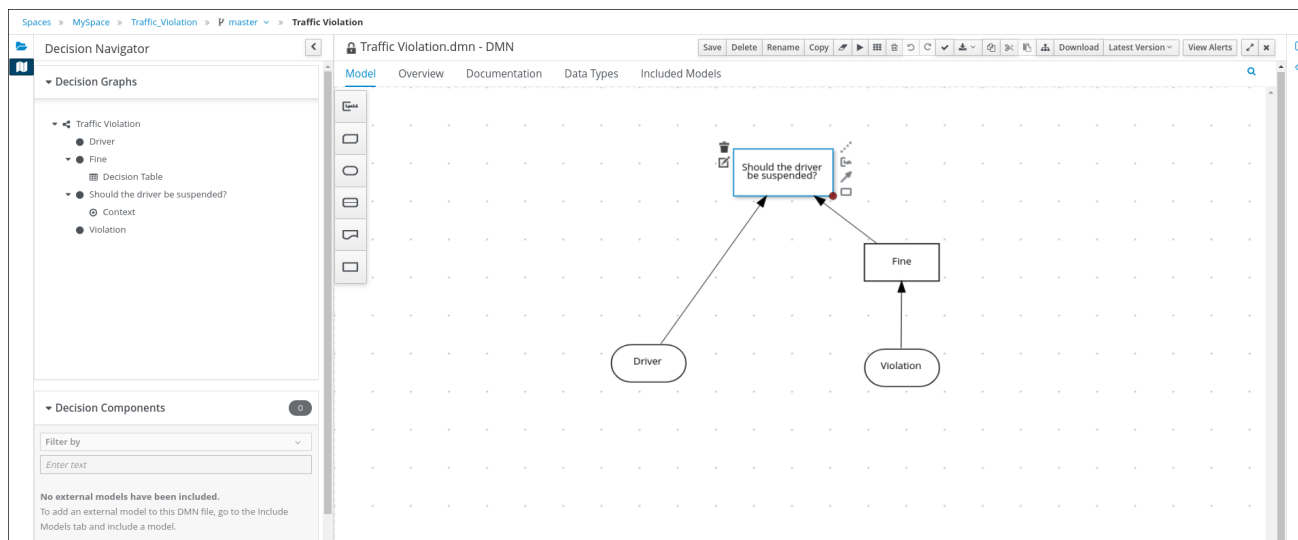 Spaces » MySpace » Traffic_Violation » master » Traffic Violation
Decision Navigator
Traffic Violation.dmn - DMN
Save Delete Rename Copy Download Latest Version View Alerts
Model Overview Documentation Data Types Included Models
Decision Graphs
Traffic Violation
Driver
Fine
Decision Table
Should the driver be suspended?
Context
Violation
Should the driver
be suspended?
Fine
Driver
Violation
Decision Components 0
Filter by
Enter text
No external models have been included.
To add an external model to this DMN file, go to the Include
Models tab and include a model.